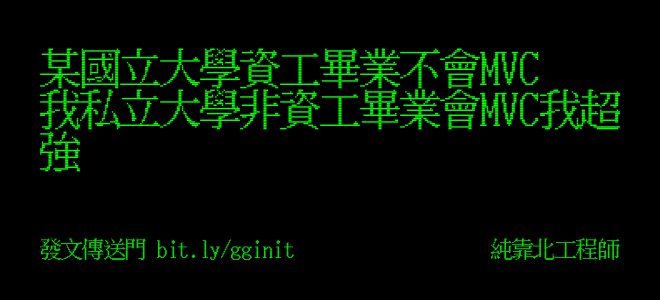 某國立大學資工畢業不會MVC
我私立大學非資工畢業會MVC我超
強
發文傳送門 bit.ly/gginit
純靠北工程師